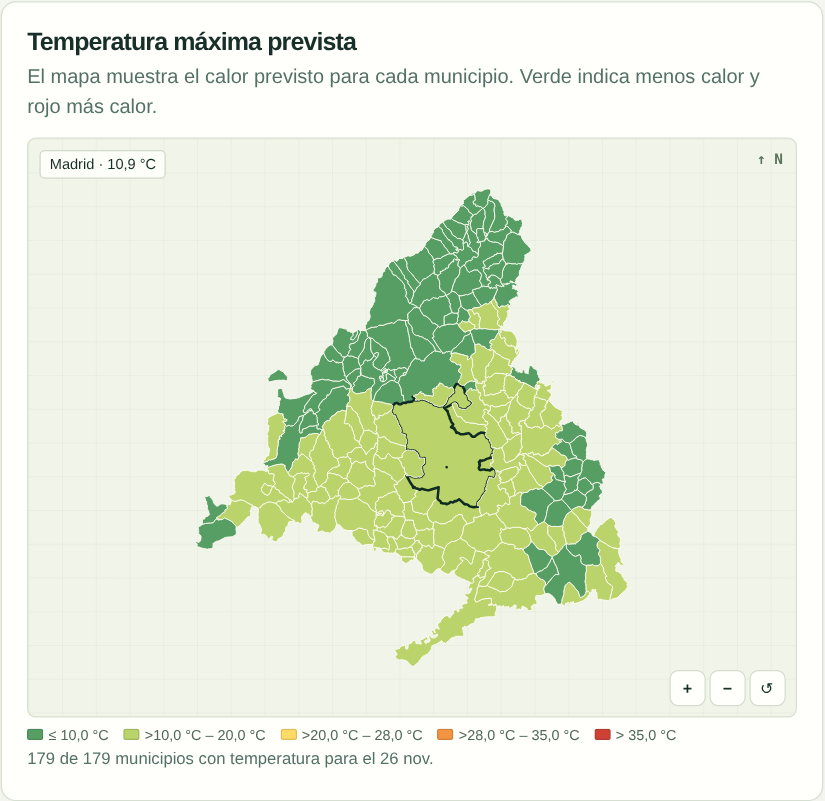 Temperatura máxima prevista
El mapa muestra el calor previsto para cada municipio. Verde indica menos calor y
rojo más calor.
Madrid · 10,9 °C
↑ N
+ − ↺
≤ 10,0 °C >10,0 °C – 20,0 °C >20,0 °C – 28,0 °C >28,0 °C – 35,0 °C > 35,0 °C
179 de 179 municipios con temperatura para el 26 nov.